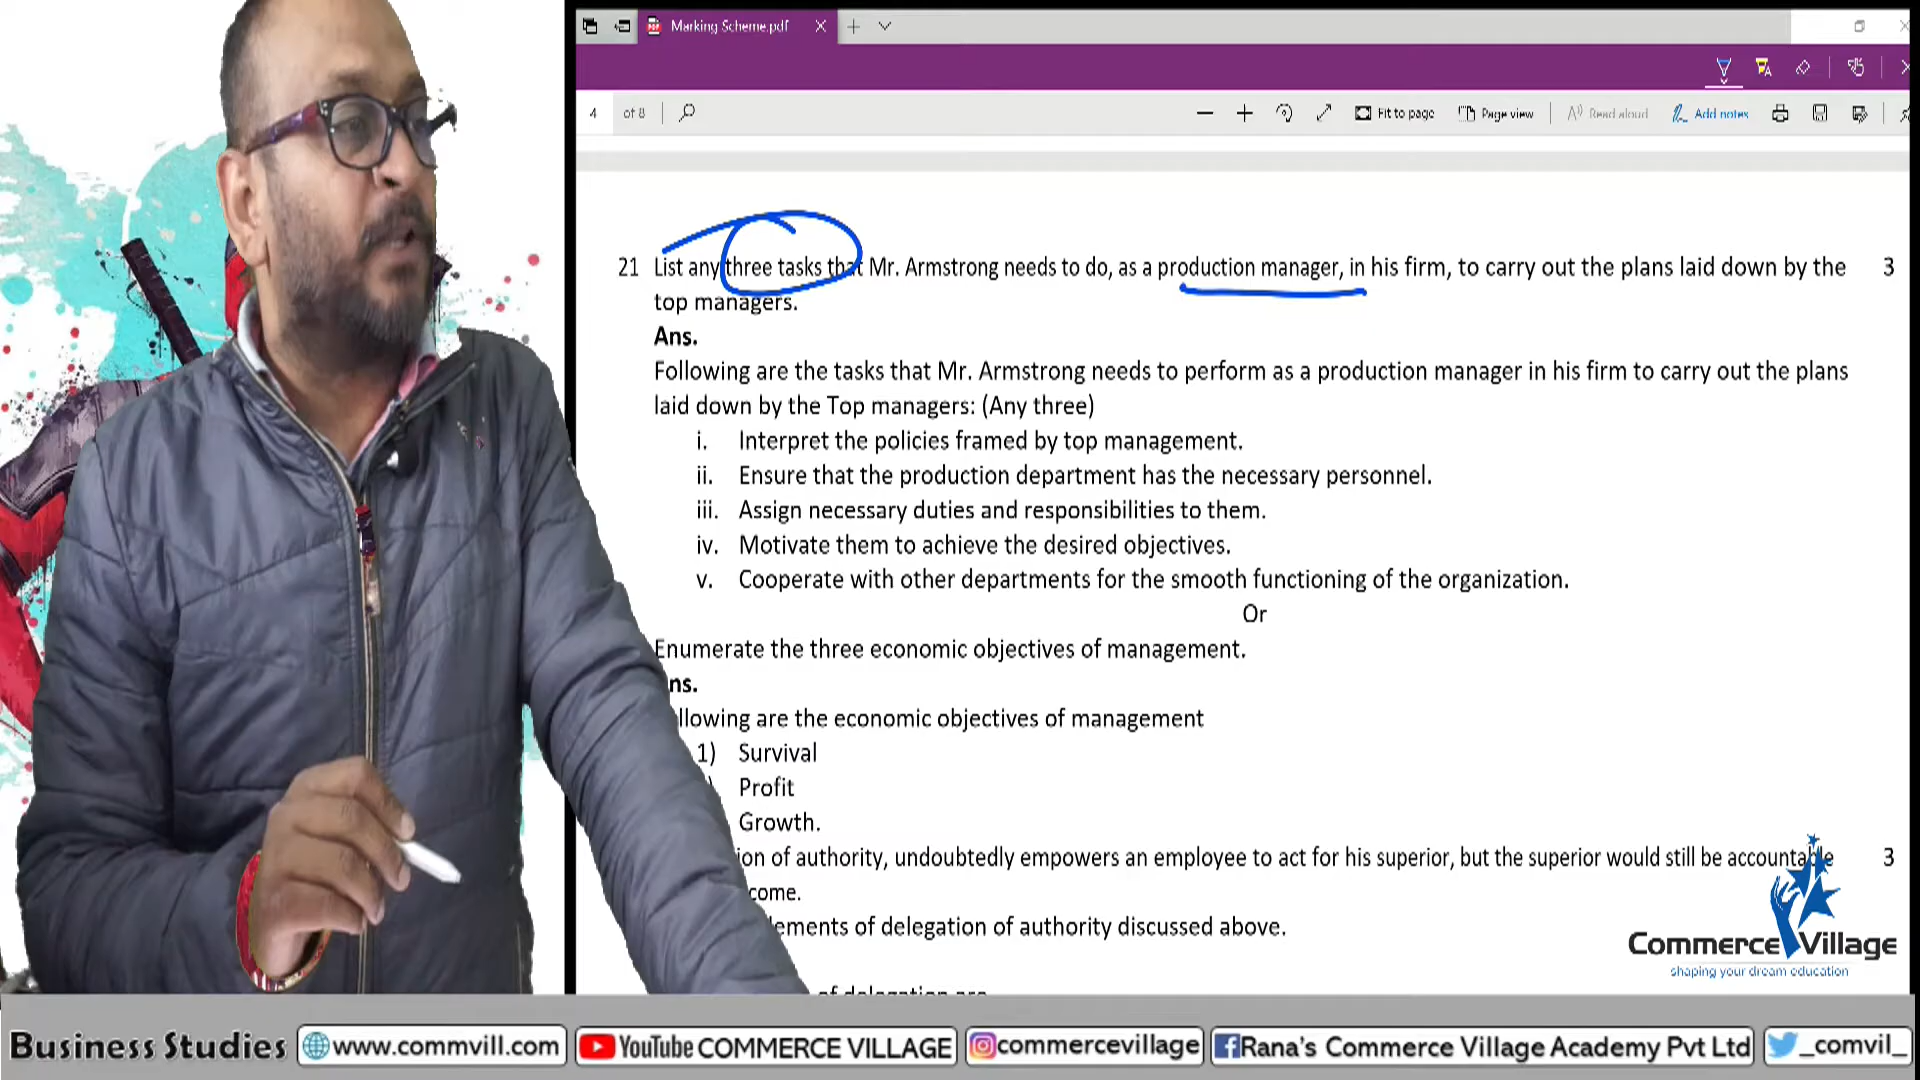 Marking Scheme.pdf
4 of 8
Fit to page
Page view
Read aloud
Add notes
21 List any three tasks that Mr. Armstrong needs to do, as a production manager, in his firm, to carry out the plans laid down by the 3
top managers.
Ans.
Following are the tasks that Mr. Armstrong needs to perform as a production manager in his firm to carry out the plans
laid down by the Top managers: (Any three)
i. Interpret the policies framed by top management.
ii. Ensure that the production department has the necessary personnel.
iii. Assign necessary duties and responsibilities to them.
iv. Motivate them to achieve the desired objectives.
v. Cooperate with other departments for the smooth functioning of the organization.
Or
Enumerate the three economic objectives of management.
ns.
llowing are the economic objectives of management
1) Survival
) Profit
Growth.
ion of authority, undoubtedly empowers an employee to act for his superior, but the superior would still be accountable 3
come.
ements of delegation of authority discussed above.
of delegation are
Commerce Village
shaping your dream education
Business Studies
www.commvill.com
YouTube COMMERCE VILLAGE
commercevillage
Rana's Commerce Village Academy Pvt Ltd
_comvil_